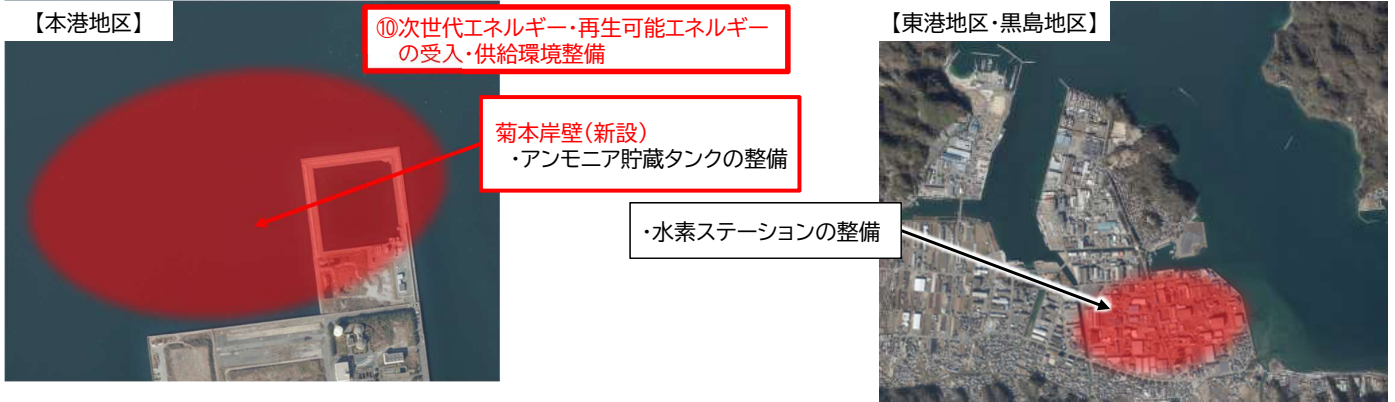 【本港地区】
⑩次世代エネルギー・再生可能エネルギー
の受入・供給環境整備
菊本岸壁(新設)
・アンモニア貯蔵タンクの整備
【東港地区・黒島地区】
・水素ステーションの整備